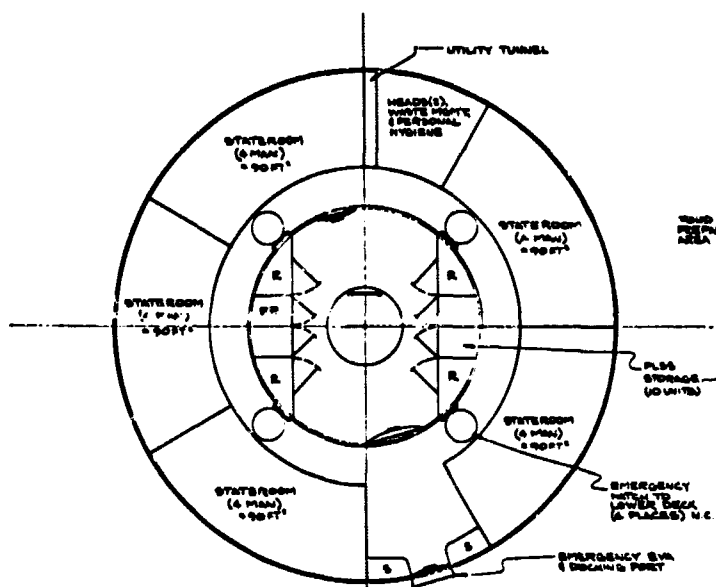 UTILITY TUNNEL
HEADS(S),
WASTE MGMT,
& PERSONAL
HYGIENE
STATEROOM
(4 MAN)
≈90 FT²
STATEROOM
(4 MAN)
≈90 FT²
AREA
R
R
STATEROOM
≈90 FT²
PP
R
R
PLSS
STORAGE
(10 UNITS)
STATEROOM
(4 MAN)
≈90 FT²
STATEROOM
(4 MAN)
≈90 FT²
EMERGENCY
HATCH TO
LOWER DECK
(4 PLACES) N.C.
S
S
EMERGENCY EVA
& DOCKING PORT